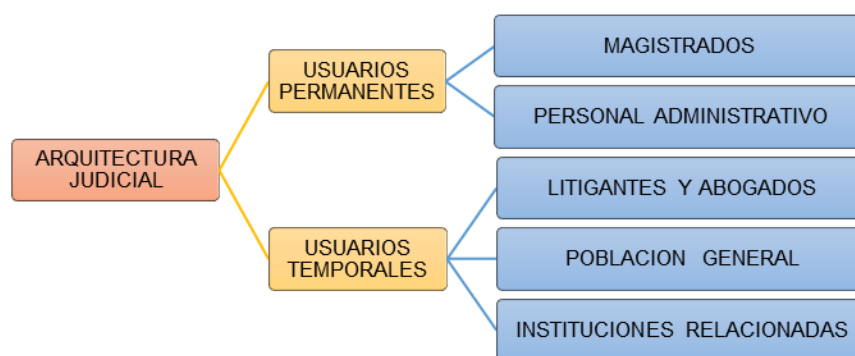 ARQUITECTURA
JUDICIAL
USUARIOS
PERMANENTES
MAGISTRADOS
PERSONAL ADMINISTRATIVO
USUARIOS
TEMPORALES
LITIGANTES Y ABOGADOS
POBLACION GENERAL
INSTITUCIONES RELACIONADAS